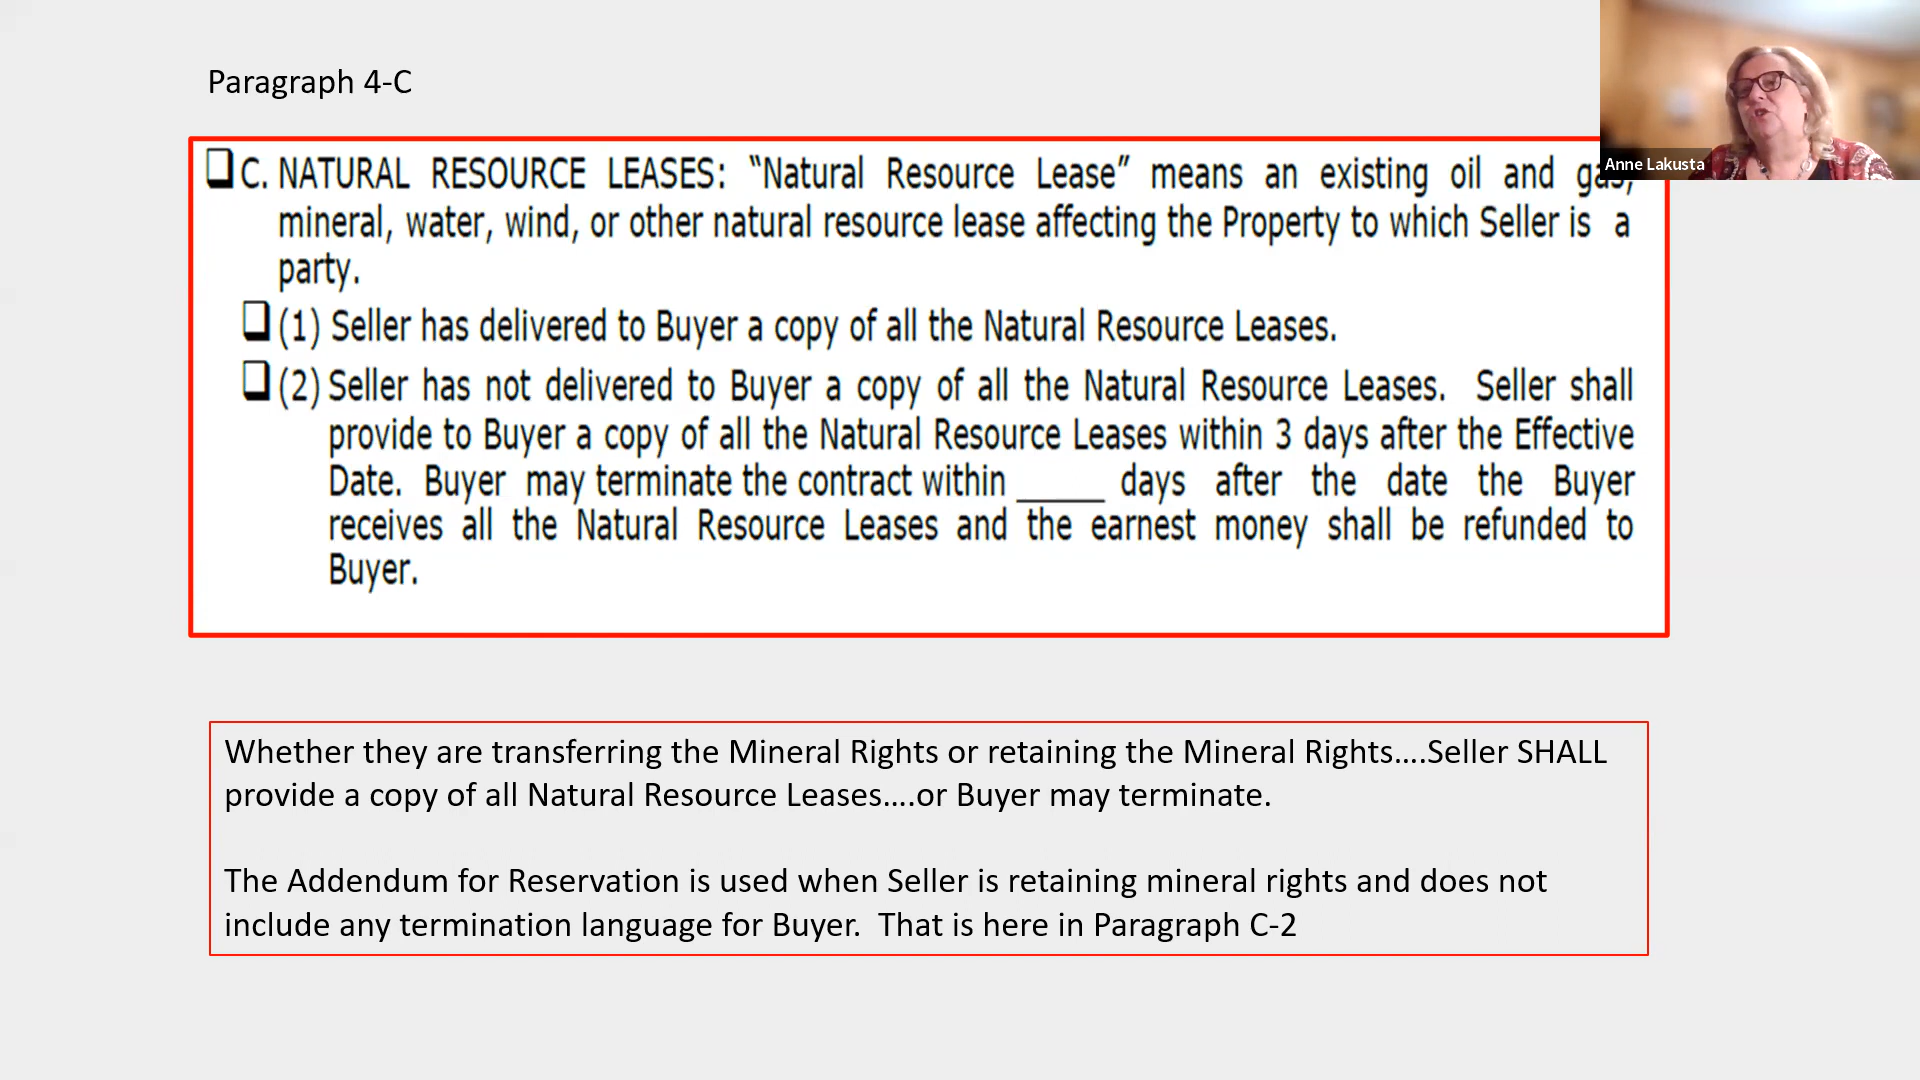 Paragraph 4-C
Anne Lakusta
❑ C. NATURAL RESOURCE LEASES: “Natural Resource Lease” means an existing oil and gas,
mineral, water, wind, or other natural resource lease affecting the Property to which Seller is a
party.
❑ (1) Seller has delivered to Buyer a copy of all the Natural Resource Leases.
❑ (2) Seller has not delivered to Buyer a copy of all the Natural Resource Leases. Seller shall
provide to Buyer a copy of all the Natural Resource Leases within 3 days after the Effective
Date. Buyer may terminate the contract within _____ days after the date the Buyer
receives all the Natural Resource Leases and the earnest money shall be refunded to
Buyer.
Whether they are transferring the Mineral Rights or retaining the Mineral Rights....Seller SHALL
provide a copy of all Natural Resource Leases....or Buyer may terminate.
The Addendum for Reservation is used when Seller is retaining mineral rights and does not
include any termination language for Buyer. That is here in Paragraph C-2